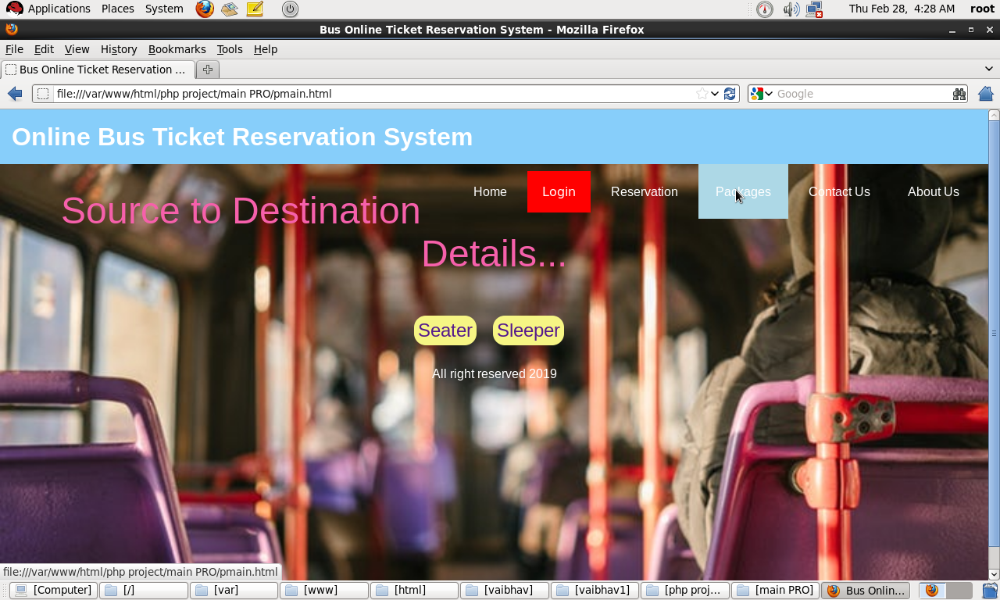 Applications Places System Thu Feb 28, 4:28 AM root
Bus Online Ticket Reservation System - Mozilla Firefox
File Edit View History Bookmarks Tools Help
Bus Online Ticket Reservation ...
file:///var/www/html/php project/main PRO/pmain.html Google
Online Bus Ticket Reservation System
Home Login Reservation Packages Contact Us About Us
Source to Destination
Details...
Seater Sleeper
All right reserved 2019
file:///var/www/html/php project/main PRO/pmain.html
[Computer] [/] [var] [www] [html] [vaibhav] [vaibhav1] [php proj... [main PRO] Bus Onlin...